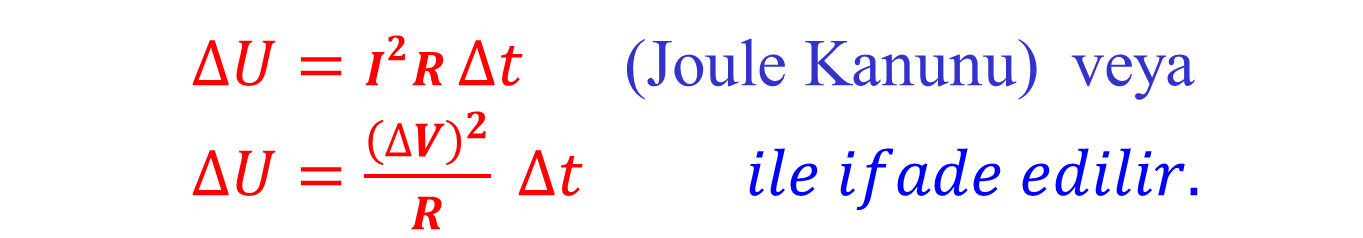 ΔU = I²R Δt (Joule Kanunu) veya
ΔU = (ΔV)²/R Δt ile ifade edilir.